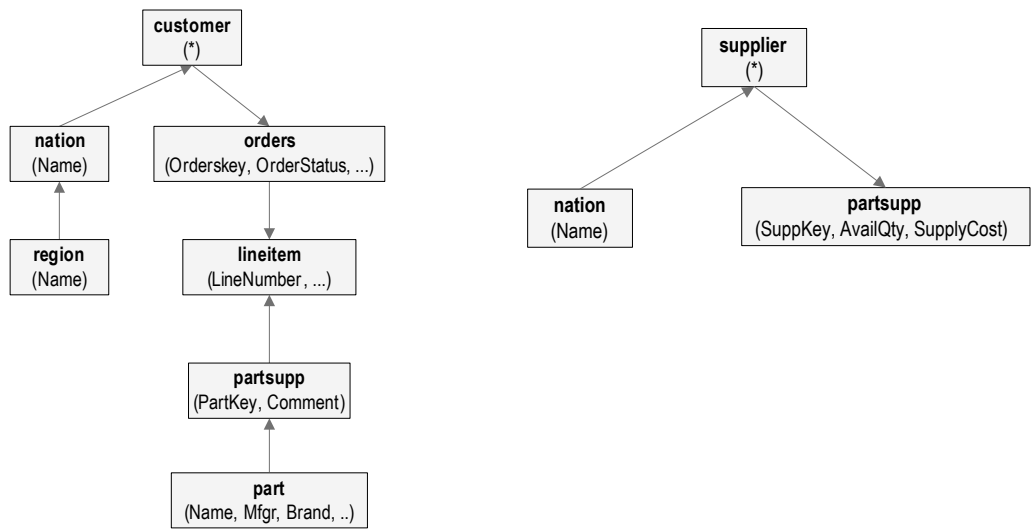 customer
(*)
nation
(Name)
orders
(Orderskey, OrderStatus, ...)
region
(Name)
lineitem
(LineNumber, ...)
partsupp
(PartKey, Comment)
part
(Name, Mfgr, Brand, ..)
supplier
(*)
nation
(Name)
partsupp
(SuppKey, AvailQty, SupplyCost)